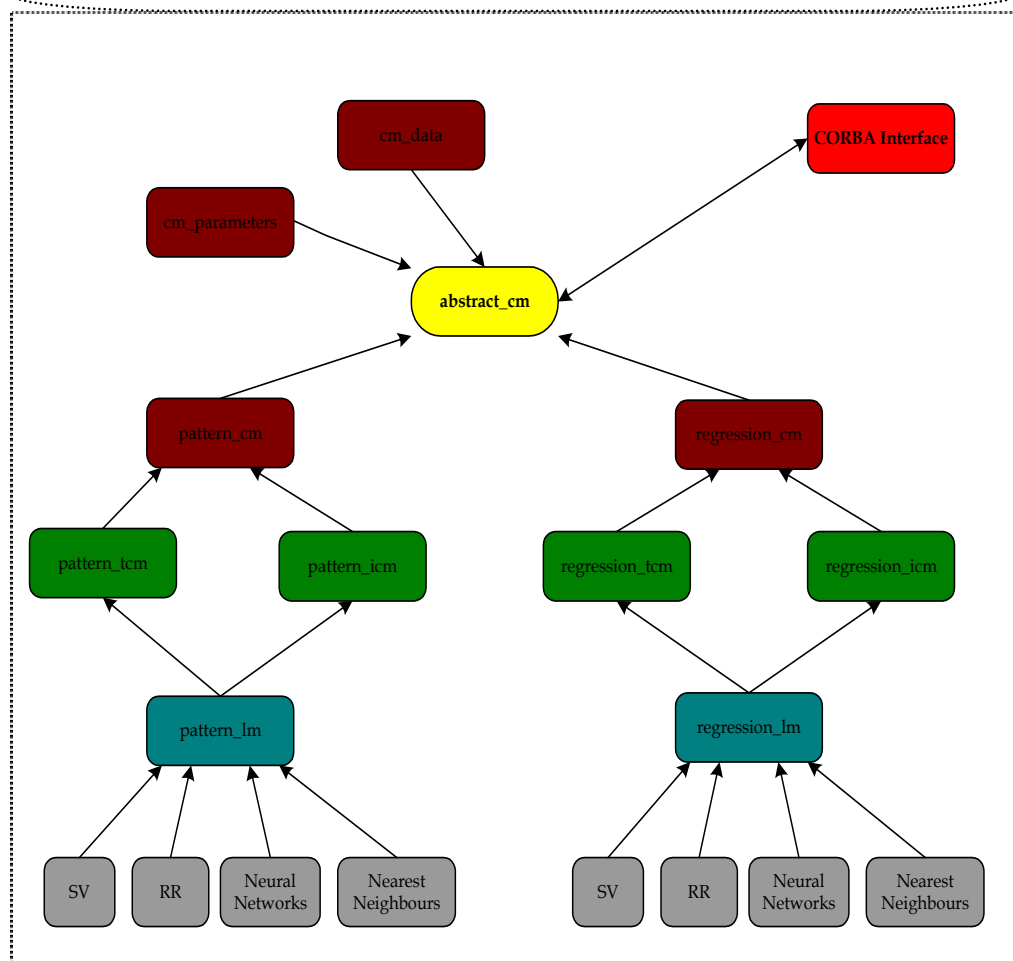 cm_data
CORBA Interface
cm_parameters
abstract_cm
pattern_cm
regression_cm
pattern_tcm
pattern_icm
regression_tcm
regression_icm
pattern_lm
regression_lm
SV
RR
Neural
Networks
Nearest
Neighbours
SV
RR
Neural
Networks
Nearest
Neighbours